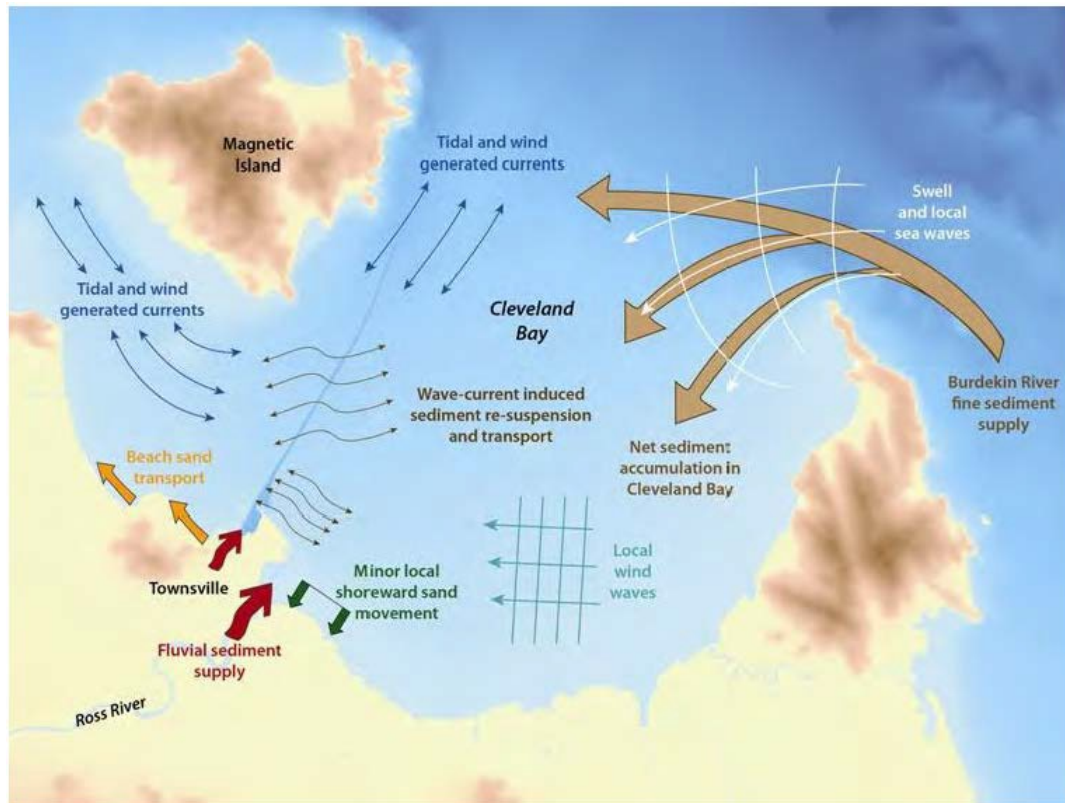 Magnetic
Island
Tidal and wind
generated currents
Swell
and local
sea waves
Tidal and wind
generated currents
Cleveland
Bay
Burdekin River
fine sediment
supply
Wave-current induced
sediment re-suspension
and transport
Net sediment
accumulation in
Cleveland Bay
Beach sand
transport
Local
wind
waves
Townsville
Minor local
shoreward sand
movement
Fluvial sediment
supply
Ross River